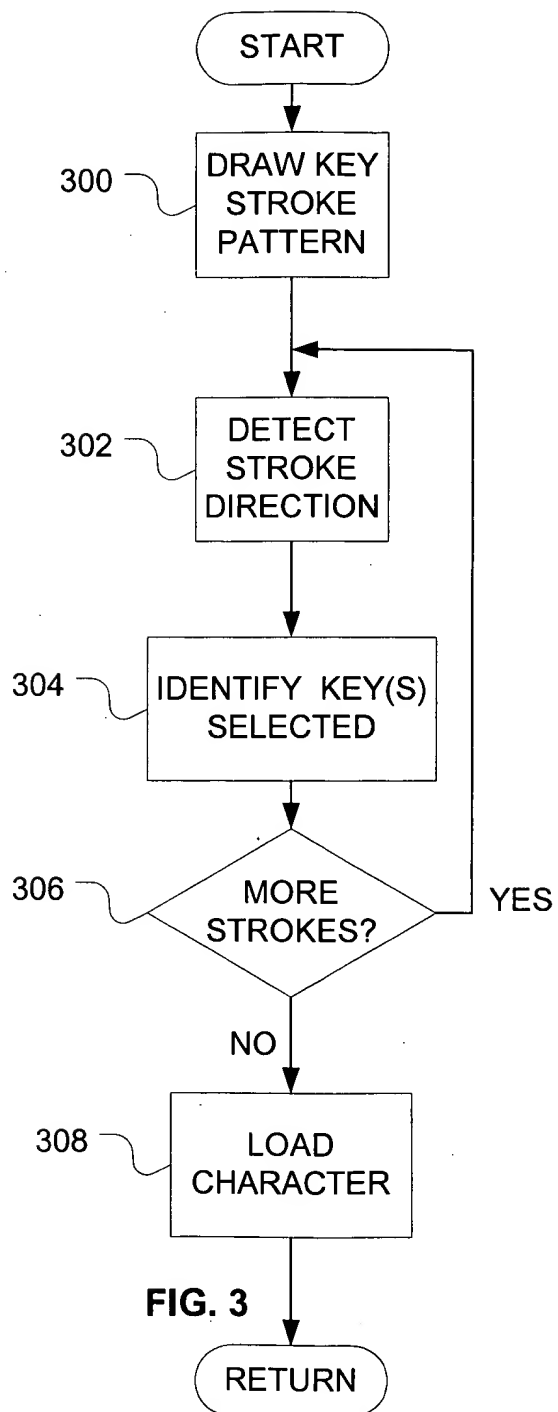 START
300
DRAW KEY
STROKE
PATTERN
302
DETECT
STROKE
DIRECTION
304
IDENTIFY KEY(S)
SELECTED
306
MORE
STROKES?
YES
NO
308
LOAD
CHARACTER
FIG. 3
RETURN